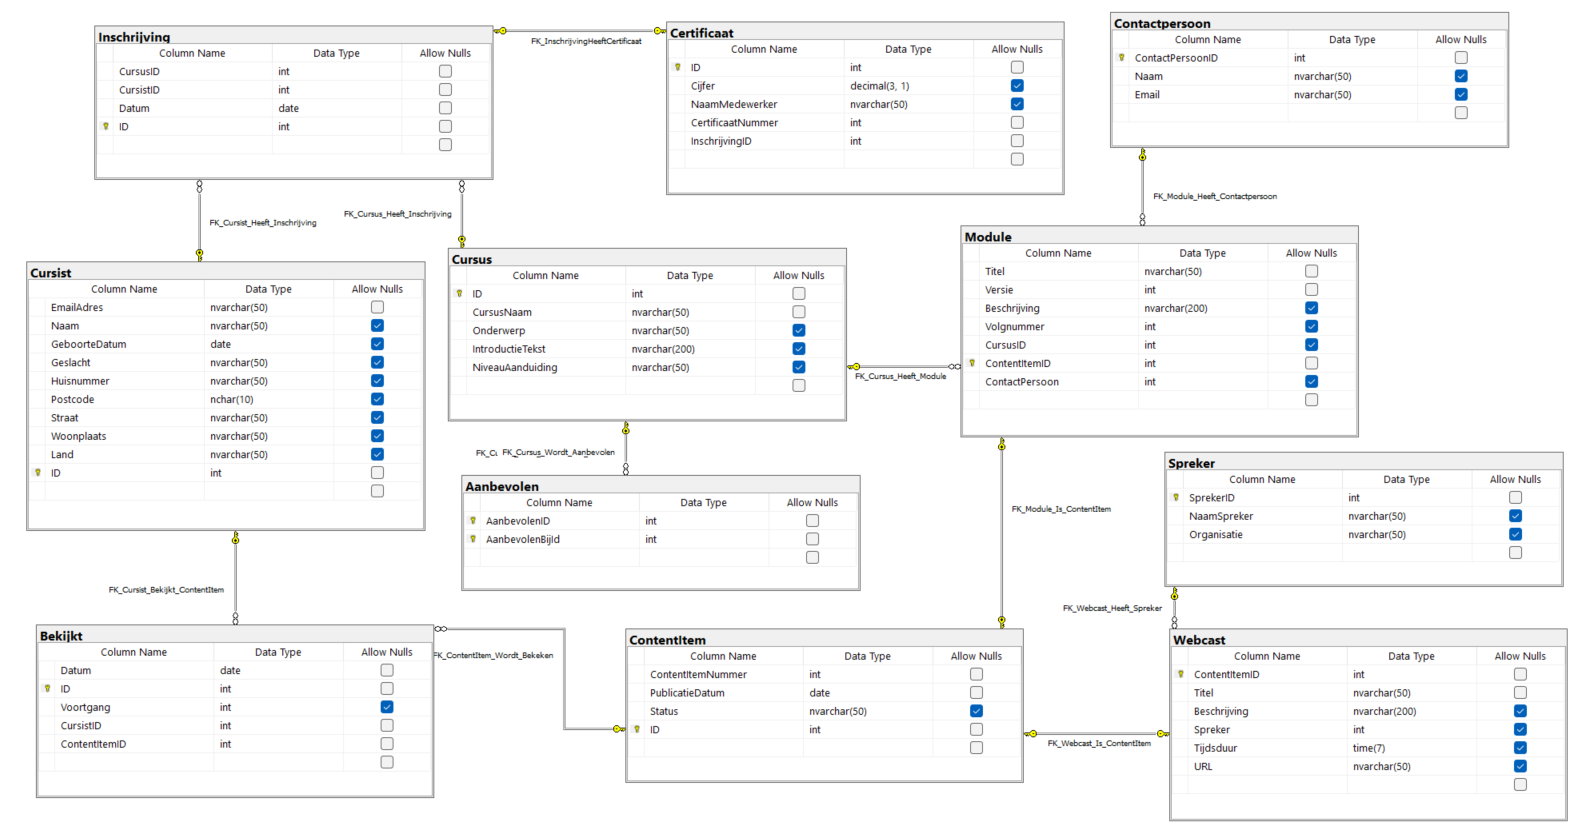 Inschrijving
Column Name Data Type Allow Nulls
CursusID int
CursistID int
Datum date
ID int
FK_InschrijvingHeeftCertificaat
Certificaat
Column Name Data Type Allow Nulls
ID int
Cijfer decimal(3, 1)
NaamMedewerker nvarchar(50)
CertificaatNummer int
InschrijvingID int
Contactpersoon
Column Name Data Type Allow Nulls
ContactPersoonID int
Naam nvarchar(50)
Email nvarchar(50)
FK_Cursist_Heeft_Inschrijving
FK_Cursus_Heeft_Inschrijving
FK_Module_Heeft_Contactpersoon
Cursist
Column Name Data Type Allow Nulls
EmailAdres nvarchar(50)
Naam nvarchar(50)
GeboorteDatum date
Geslacht nvarchar(50)
Huisnummer nvarchar(50)
Postcode nchar(10)
Straat nvarchar(50)
Woonplaats nvarchar(50)
Land nvarchar(50)
ID int
Cursus
Column Name Data Type Allow Nulls
ID int
CursusNaam nvarchar(50)
Onderwerp nvarchar(50)
IntroductieTekst nvarchar(200)
NiveauAanduiding nvarchar(50)
FK_Cursus_Heeft_Module
Module
Column Name Data Type Allow Nulls
Titel nvarchar(50)
Versie int
Beschrijving nvarchar(200)
Volgnummer int
CursusID int
ContentItemID int
ContactPersoon int
FK_Cu FK_Cursus_Wordt_Aanbevolen
Aanbevolen
Column Name Data Type Allow Nulls
AanbevolenID int
AanbevolenBijId int
FK_Module_Is_ContentItem
Spreker
Column Name Data Type Allow Nulls
SprekerID int
NaamSpreker nvarchar(50)
Organisatie nvarchar(50)
FK_Cursist_Bekijkt_ContentItem
FK_Webcast_Heeft_Spreker
Bekijkt
Column Name Data Type Allow Nulls
Datum date
ID int
Voortgang int
CursistID int
ContentItemID int
FK_ContentItem_Wordt_Bekeken
ContentItem
Column Name Data Type Allow Nulls
ContentItemNummer int
PublicatieDatum date
Status nvarchar(50)
ID int
FK_Webcast_Is_ContentItem
Webcast
Column Name Data Type Allow Nulls
ContentItemID int
Titel nvarchar(50)
Beschrijving nvarchar(200)
Spreker int
Tijdsduur time(7)
URL nvarchar(50)